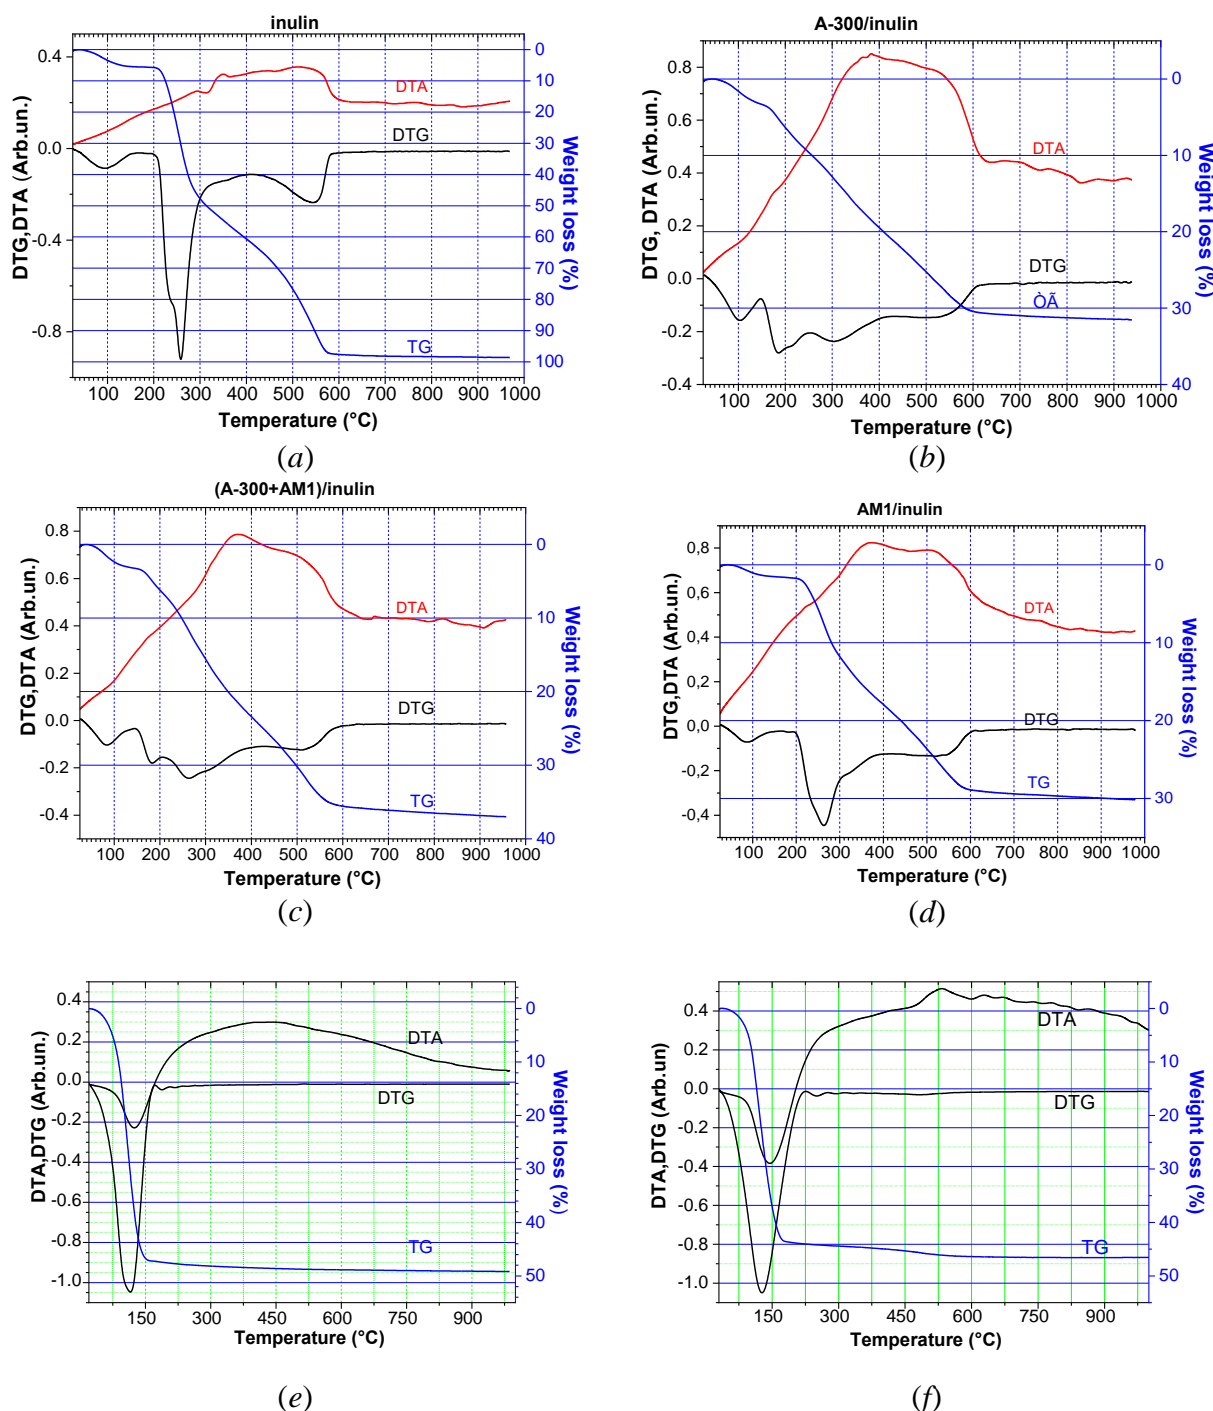 inulin
0.4
0.0
-0.4
-0.8
DTG,DTA (Arb.un.)
DTA
DTG
TG
0
10
20
30
40
50
60
70
80
90
100
Weight loss (%)
100 200 300 400 500 600 700 800 900 1000
Temperature (°C)
(a)
A-300/inulin
0.8
0.6
0.4
0.2
0.0
-0.2
-0.4
DTG, DTA (Arb.un.)
DTA
DTG
ÒÃ
0
10
20
30
40
Weight loss (%)
100 200 300 400 500 600 700 800 900 1000
Temperature (°C)
(b)
(A-300+AM1)/inulin
0.8
0.6
0.4
0.2
0.0
-0.2
-0.4
DTG,DTA (Arb.un.)
DTA
DTG
TG
0
10
20
30
40
Weight loss (%)
100 200 300 400 500 600 700 800 900 1000
Temperature (°C)
(c)
AM1/inulin
0.8
0.6
0,4
0.2
0.0
-0.2
-0,4
DTG,DTA (Arb.un.)
DTA
DTG
TG
0
10
20
30
Weight loss (%)
100 200 300 400 500 600 700 800 900 1000
Temperature (°C)
(d)
0.4
0.2
0.0
-0.2
-0.4
-0.6
-0.8
-1.0
DTA,DTG (Arb.un.)
DTA
DTG
TG
0
10
20
30
40
50
Weight loss (%)
150 300 450 600 750 900
Temperature (°C)
(e)
0.4
0.2
0.0
-0.2
-0.4
-0.6
-0.8
-1.0
DTA,DTG (Arb.un)
DTA
DTG
TG
0
10
20
30
40
50
Weight loss (%)
150 300 450 600 750 900
Temperature (°C)
(f)